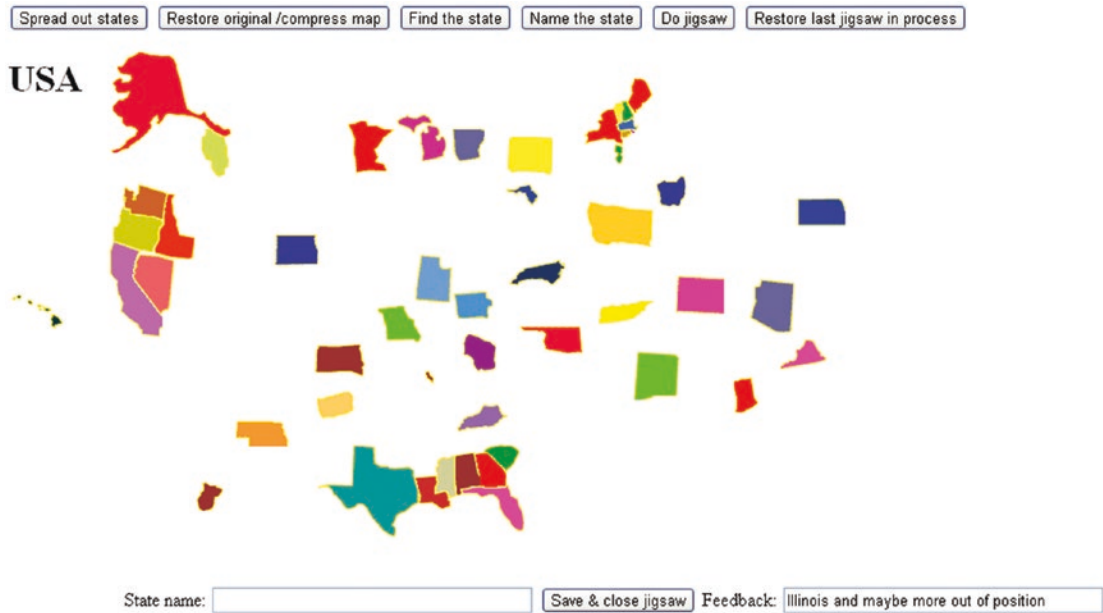 Spread out states Restore original /compress map Find the state Name the state Do jigsaw Restore last jigsaw in process
USA
State name: Save & close jigsaw Feedback: Illinois and maybe more out of position